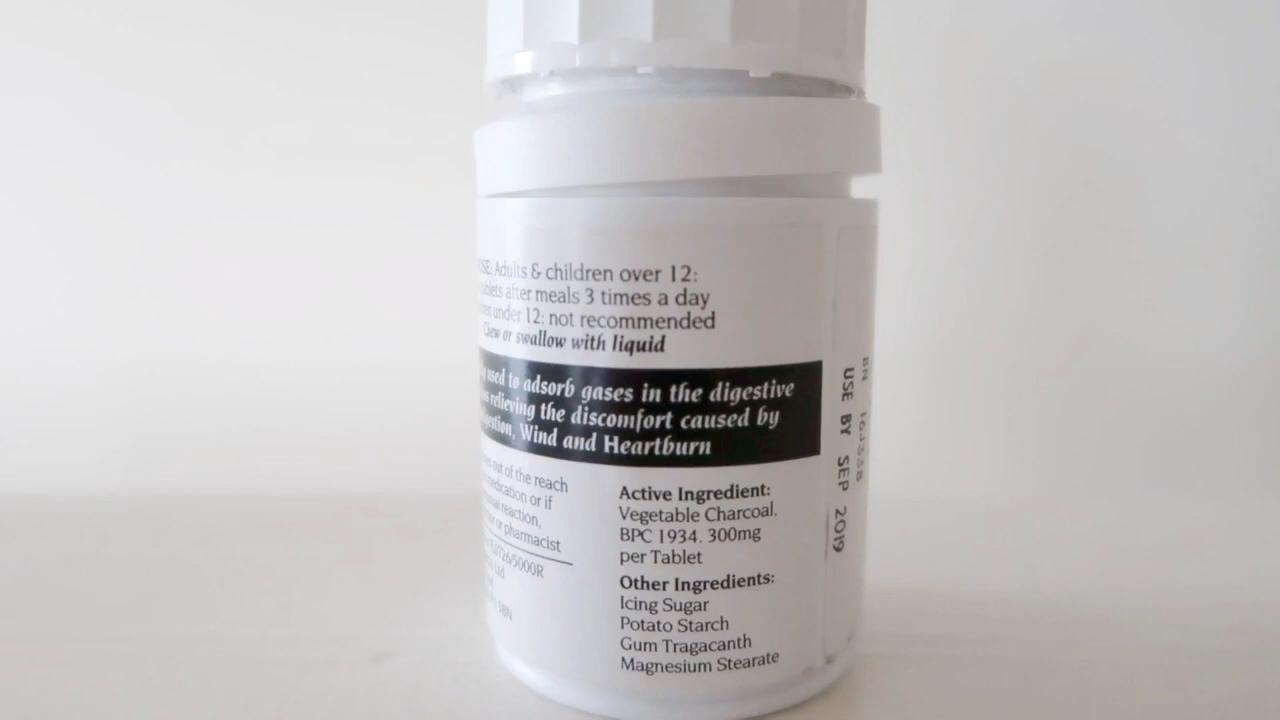 Adults & children over 12:
tablets after meals 3 times a day
under 12: not recommended
Chew or swallow with liquid
used to adsorb gases in the digestive
relieving the discomfort caused by
Wind and Heartburn
out of the reach
medication or if
reaction,
or pharmacist
Ltd
Active Ingredient:
Vegetable Charcoal.
BPC 1934. 300mg
per Tablet
Other Ingredients:
Icing Sugar
Potato Starch
Gum Tragacanth
Magnesium Stearate
BN
USE BY SEP 2019